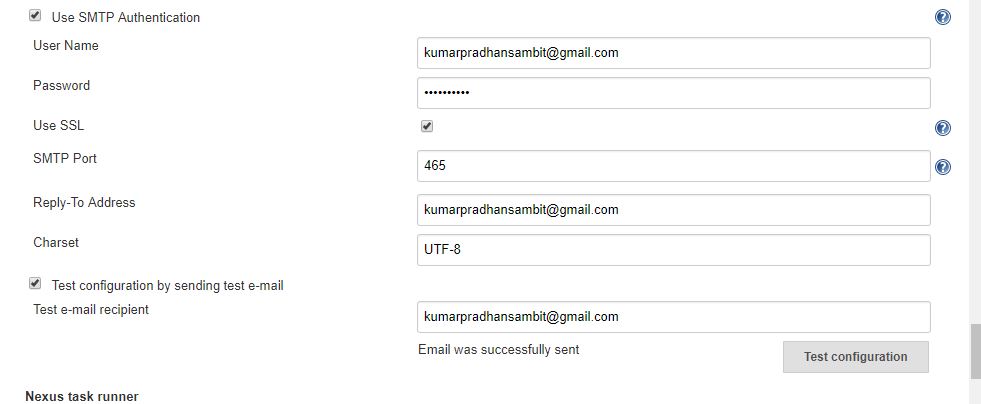 Use SMTP Authentication
User Name
kumarpradhansambit@gmail.com
Password
••••••••••
Use SSL
SMTP Port
465
Reply-To Address
kumarpradhansambit@gmail.com
Charset
UTF-8
Test configuration by sending test e-mail
Test e-mail recipient
kumarpradhansambit@gmail.com
Email was successfully sent
Test configuration
Nexus task runner